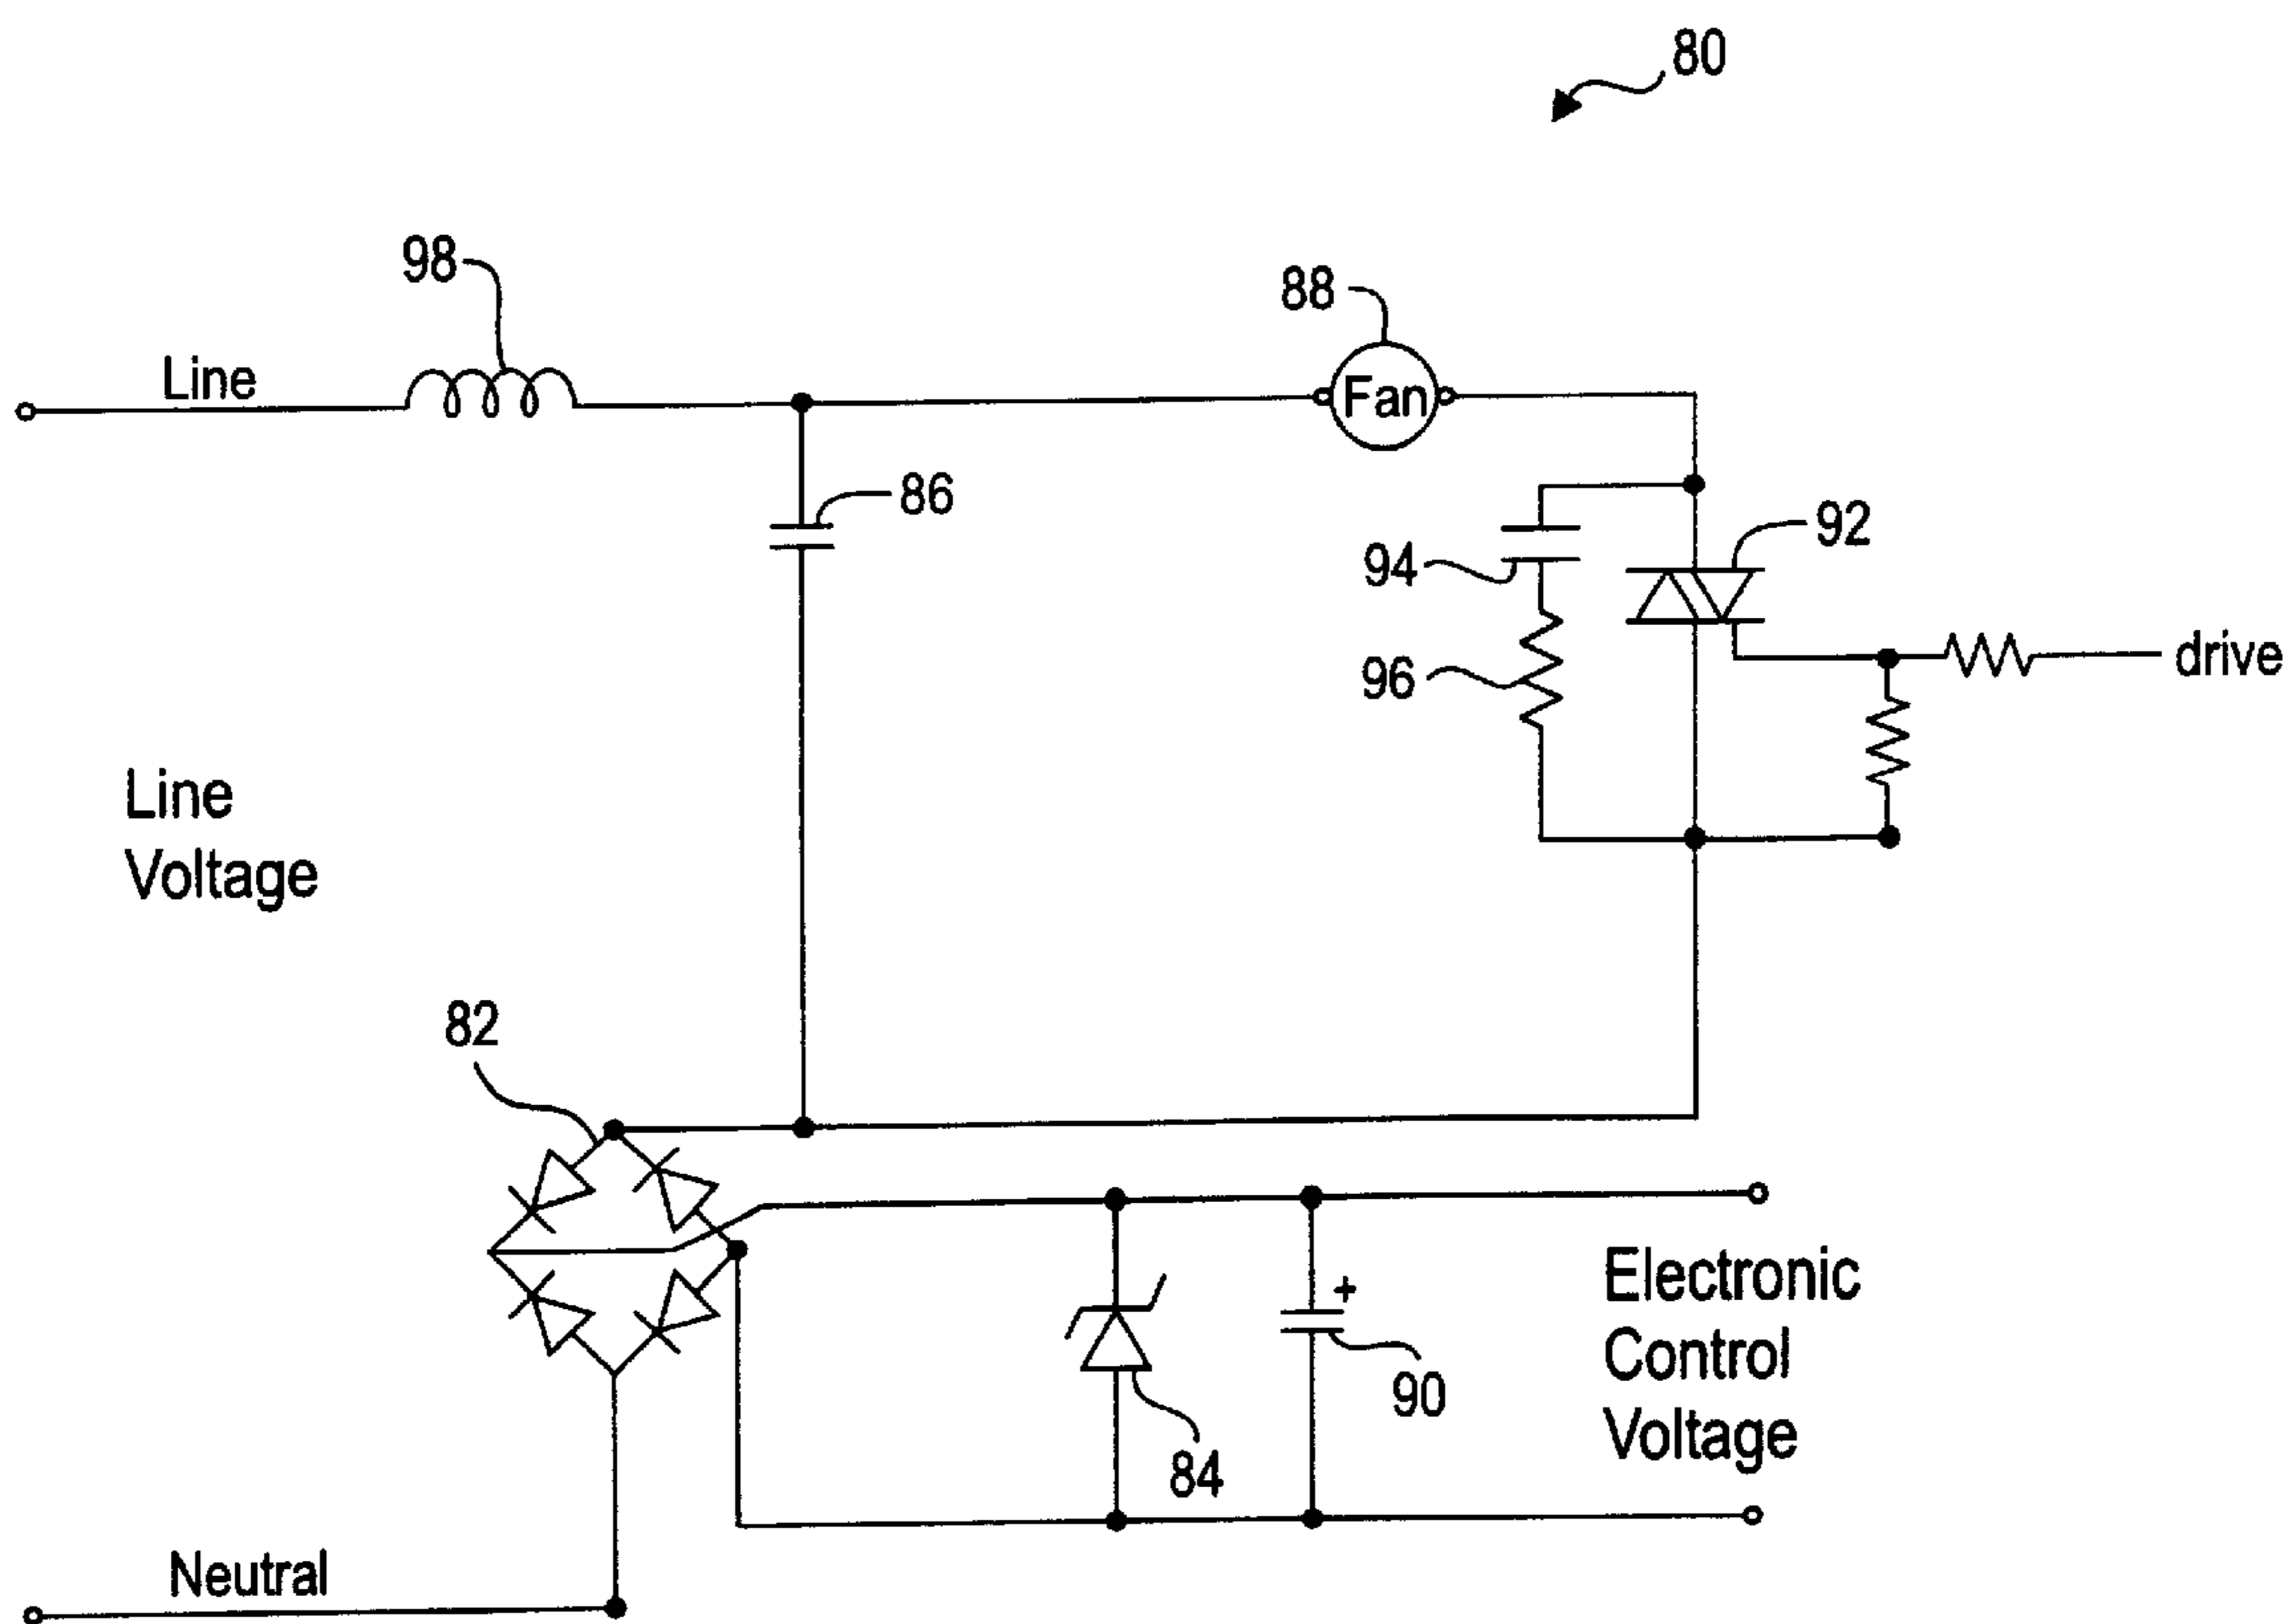 80
98
88
Line
Fan
86
92
94
96
drive
Line
Voltage
82
+
Electronic
Control
Voltage
90
84
Neutral